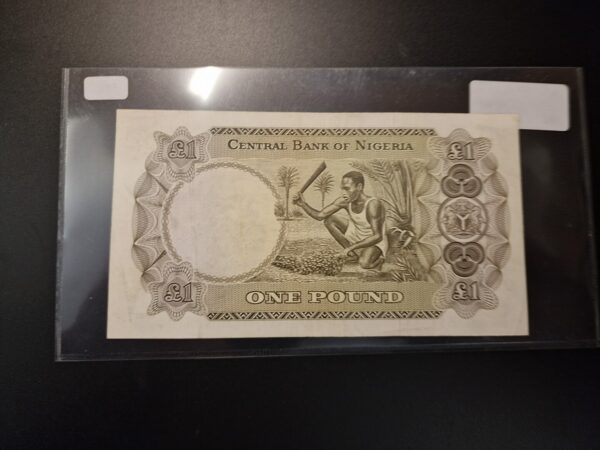 £1 CENTRAL BANK OF NIGERIA £1
£1 ONE POUND £1